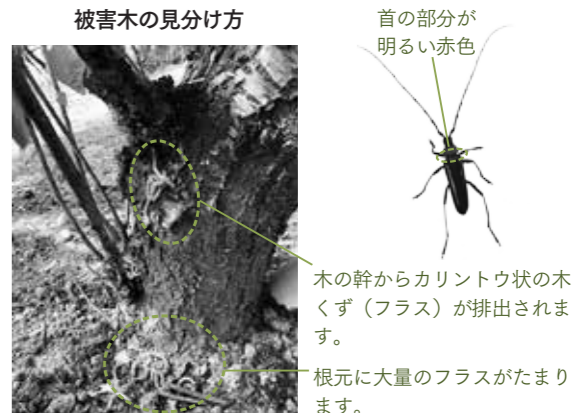 被害木の見分け方
首の部分が
明るい赤色
木の幹からカリントウ状の木
くず（フラス）が排出されま
す。
根元に大量のフラスがたまり
ます。